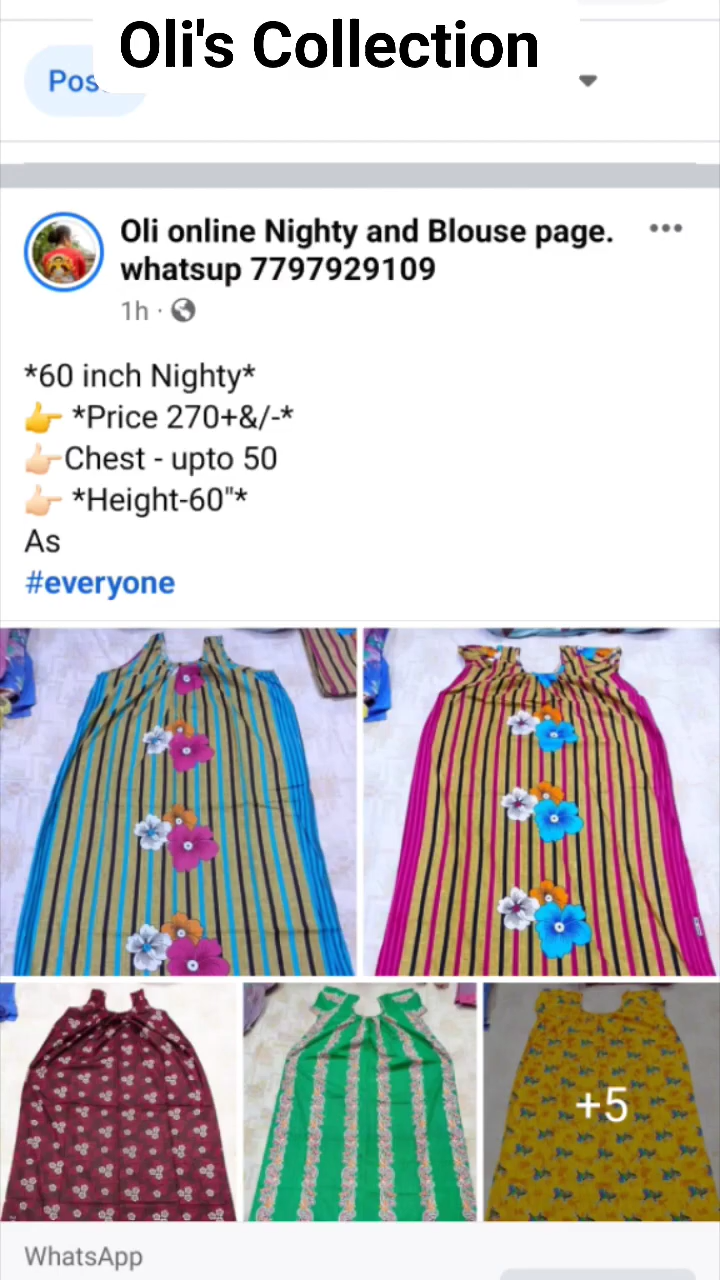 Oli's Collection
Pos
Oli online Nighty and Blouse page.
whatsup 7797929109
1h ·
*60 inch Nighty*
👉 *Price 270+&/-*
👉🏻Chest - upto 50
👉🏻 *Height-60"*
As
#everyone
+5
WhatsApp